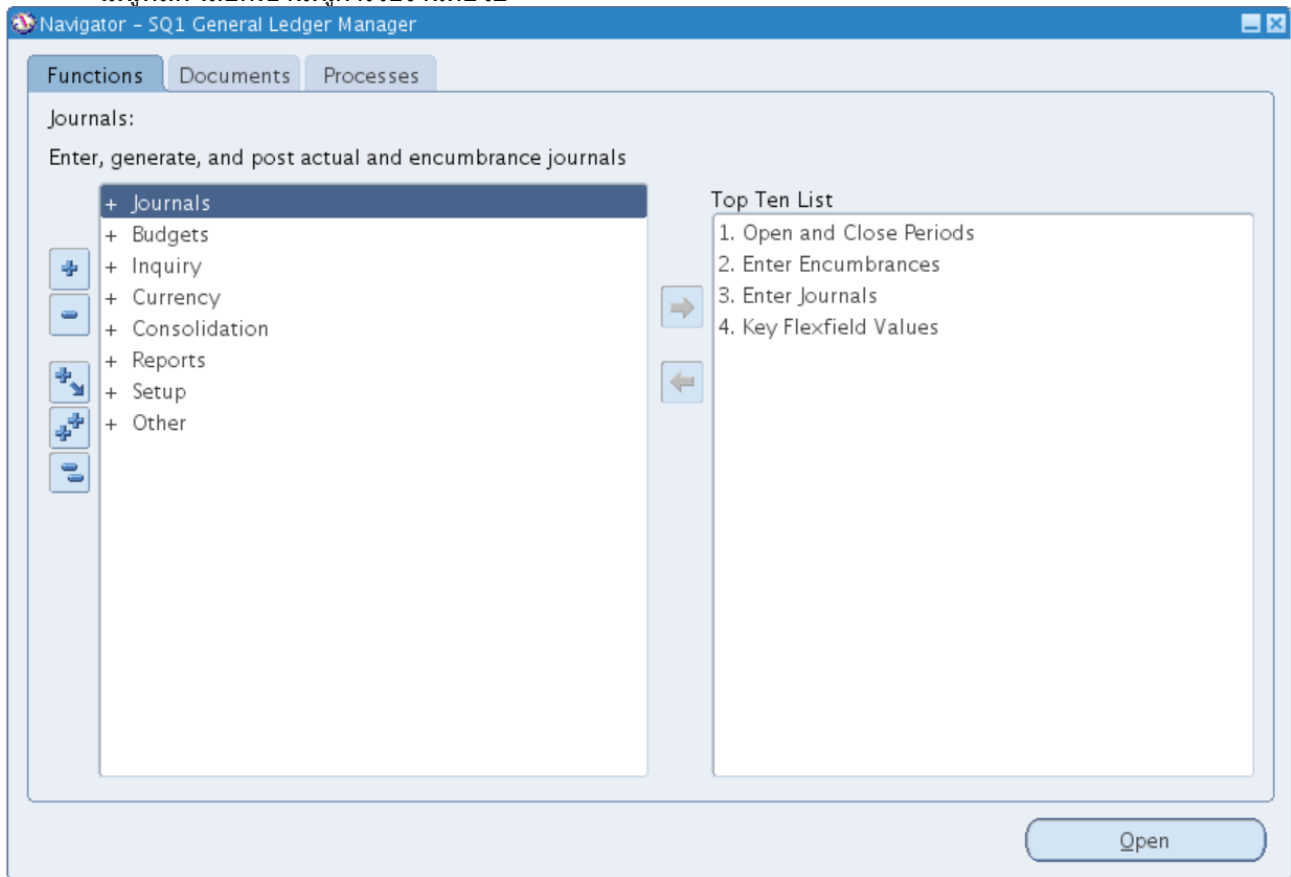 Navigator – SQ1 General Ledger Manager
Functions Documents Processes
Journals:
Enter, generate, and post actual and encumbrance journals
+ Journals
+ Budgets
+ Inquiry
+ Currency
+ Consolidation
+ Reports
+ Setup
+ Other
Top Ten List
1. Open and Close Periods
2. Enter Encumbrances
3. Enter Journals
4. Key Flexfield Values
Open